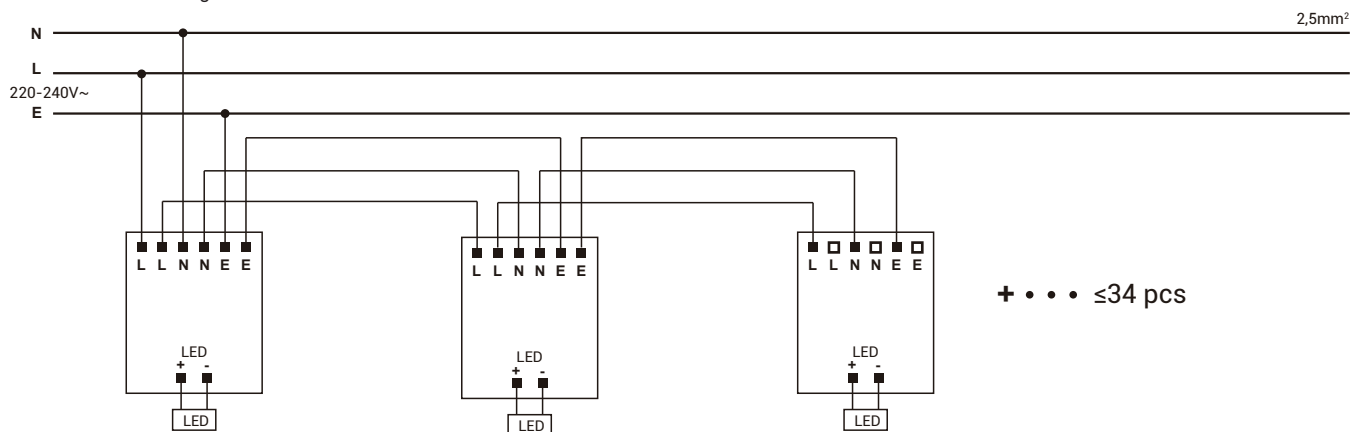 2,5mm²
N
L
220-240V~
E
L L N N E E
L L N N E E
L L N N E E
+ • • • ≤34 pcs
LED
+ -
LED
LED
+ -
LED
LED
+ -
LED